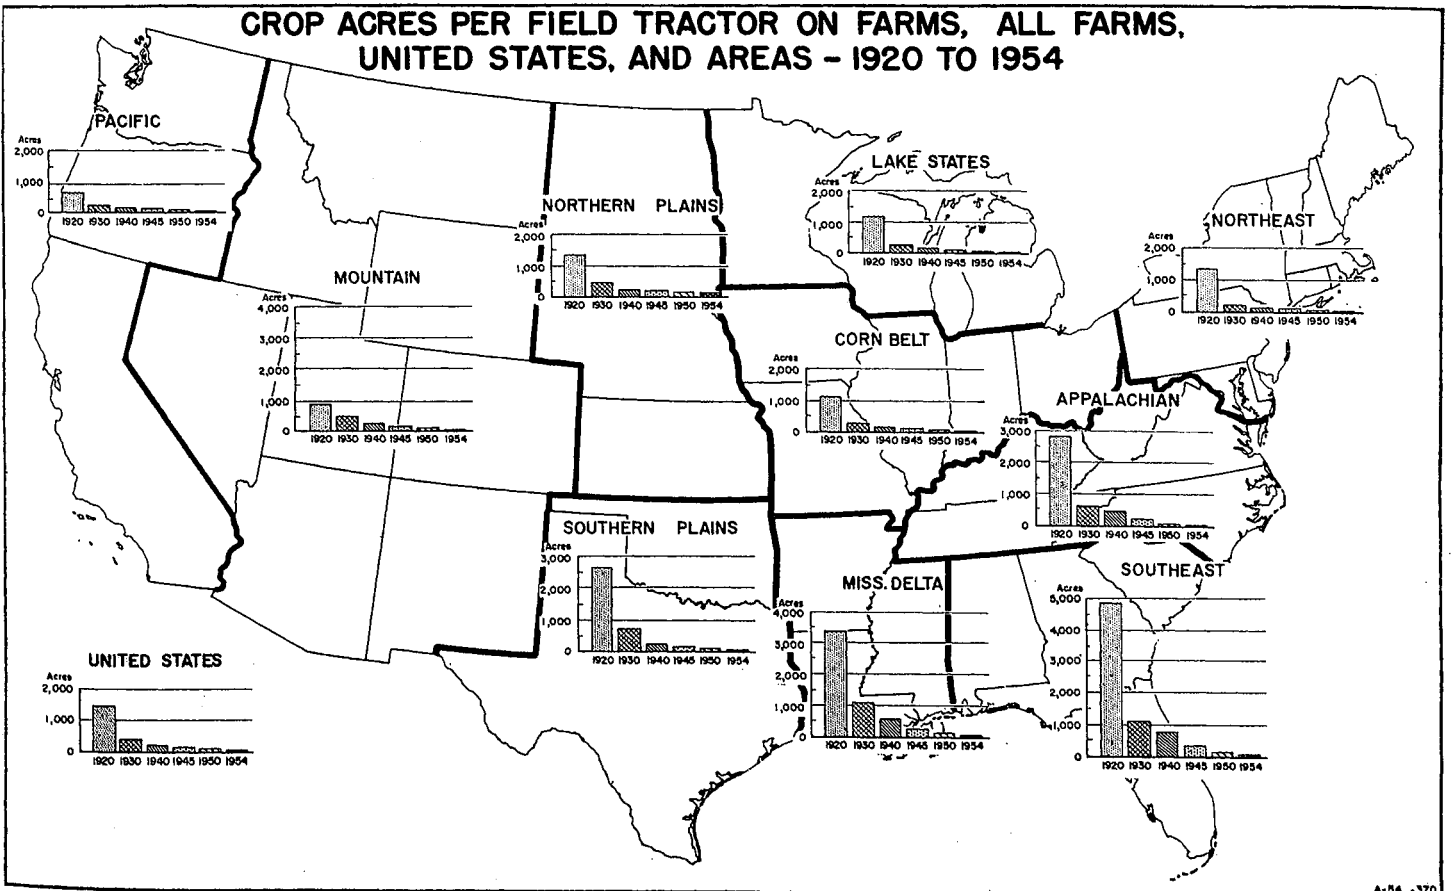 CROP ACRES PER FIELD TRACTOR ON FARMS, ALL FARMS,
UNITED STATES, AND AREAS – 1920 TO 1954
PACIFIC
Acres
2,000
1,000
0
1920 1930 1940 1945 1950 1954
MOUNTAIN
Acres
4,000
3,000
2,000
1,000
0
1920 1930 1940 1945 1950 1954
NORTHERN PLAINS
Acres
2,000
1,000
0
1920 1930 1940 1945 1950 1954
LAKE STATES
Acres
2,000
1,000
0
1920 1930 1940 1945 1950 1954
NORTHEAST
Acres
2,000
1,000
0
1920 1930 1940 1945 1950 1954
CORN BELT
Acres
2,000
1,000
0
1920 1930 1940 1945 1950 1954
APPALACHIAN
Acres
3,000
2,000
1,000
0
1920 1930 1940 1945 1950 1954
SOUTHERN PLAINS
Acres
3,000
2,000
1,000
0
1920 1930 1940 1945 1950 1954
MISS. DELTA
Acres
4,000
3,000
2,000
1,000
0
1920 1930 1940 1945 1950 1954
SOUTHEAST
Acres
5,000
4,000
3,000
2,000
1,000
0
1920 1930 1940 1945 1950 1954
UNITED STATES
Acres
2,000
1,000
0
1920 1930 1940 1945 1950 1954
A-54 -370